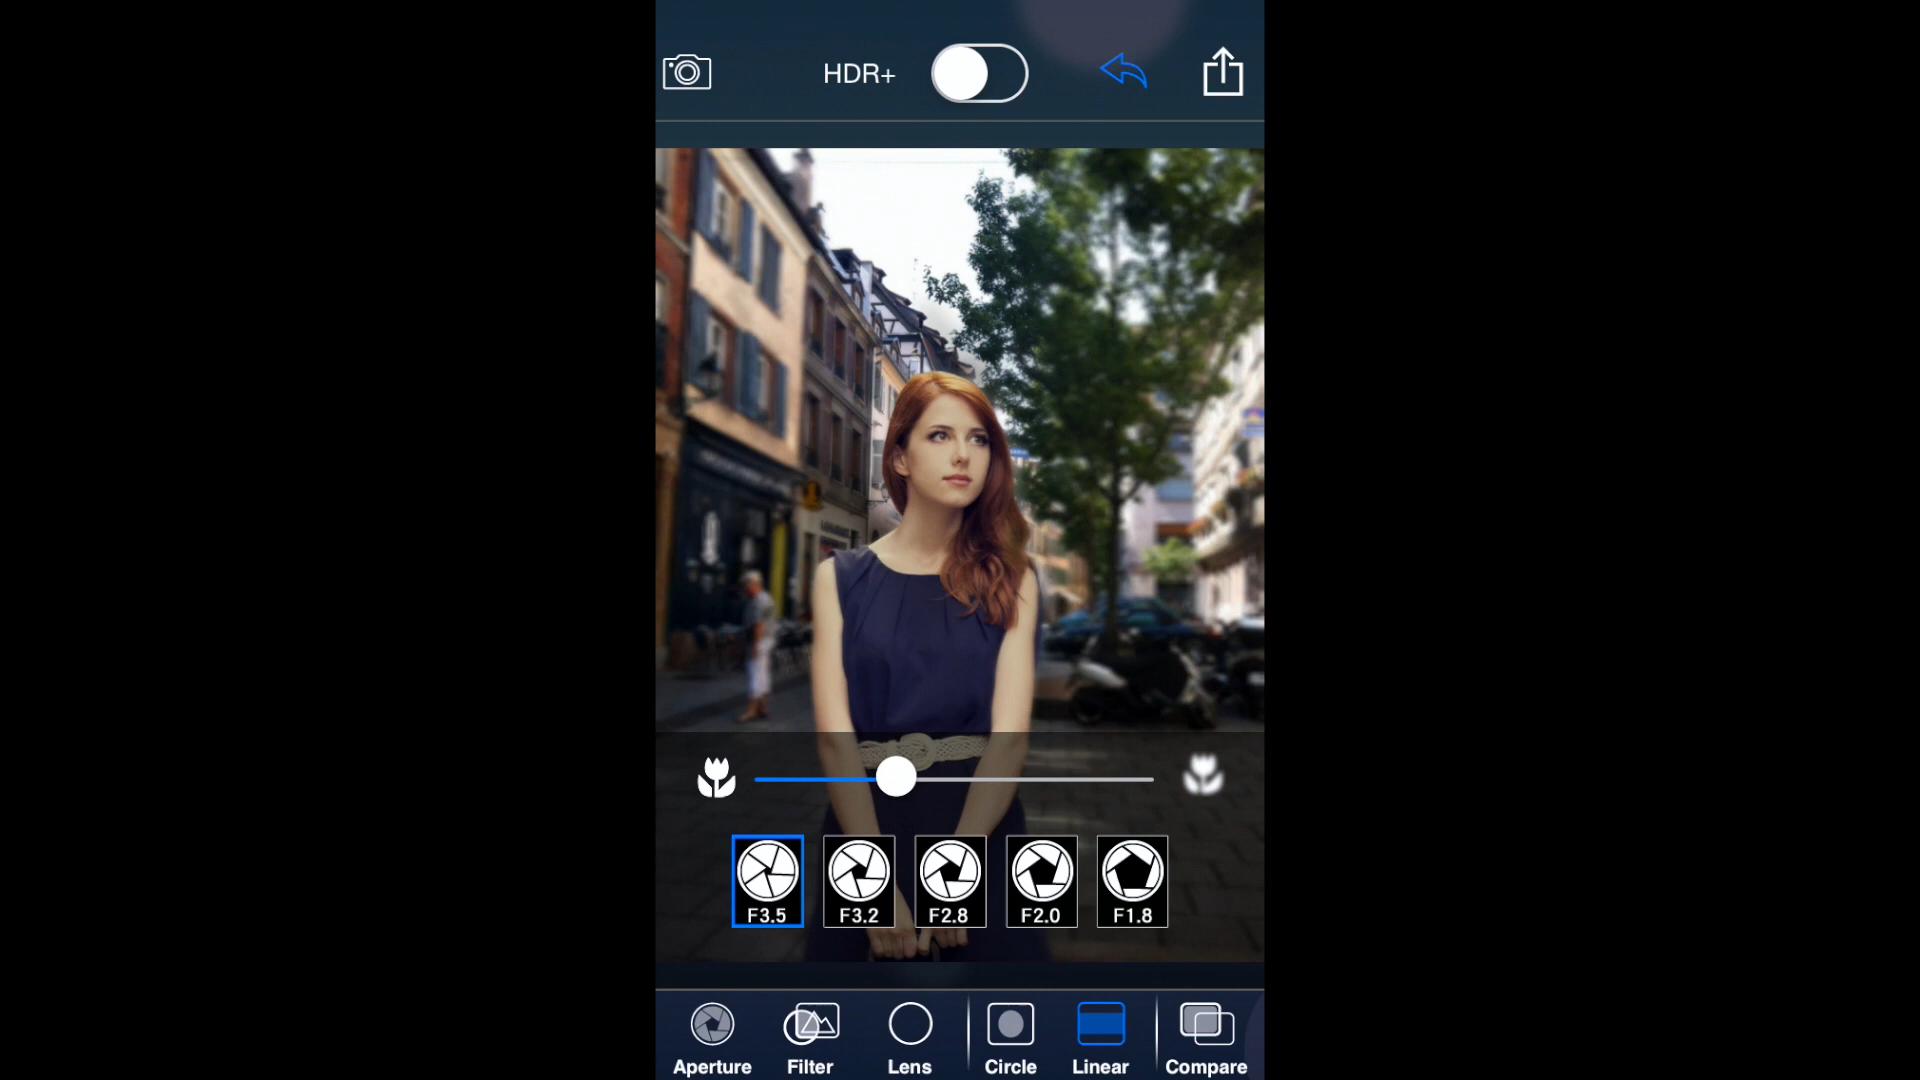 HDR+
F3.5 F3.2 F2.8 F2.0 F1.8
Aperture Filter Lens Circle Linear Compare